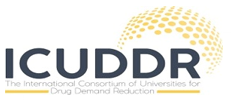 ICUDDR
The International Consortium of Universities for
Drug Demand Reduction